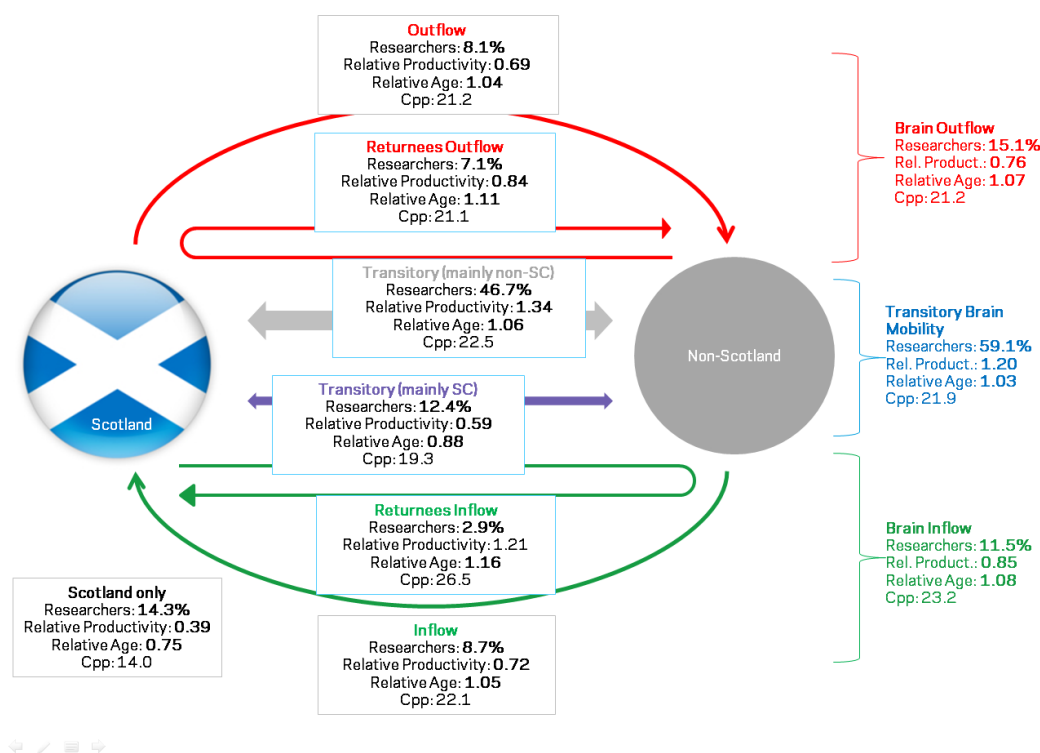 Outflow
Researchers: 8.1%
Relative Productivity: 0.69
Relative Age: 1.04
Cpp: 21.2
Returnees Outflow
Researchers: 7.1%
Relative Productivity: 0.84
Relative Age: 1.11
Cpp: 21.1
Brain Outflow
Researchers: 15.1%
Rel. Product.: 0.76
Relative Age: 1.07
Cpp: 21.2
Transitory (mainly non-SC)
Researchers: 46.7%
Relative Productivity: 1.34
Relative Age: 1.06
Cpp: 22.5
Non-Scotland
Transitory Brain
Mobility
Researchers: 59.1%
Rel. Product.: 1.20
Relative Age: 1.03
Cpp: 21.9
Scotland
Transitory (mainly SC)
Researchers: 12.4%
Relative Productivity: 0.59
Relative Age: 0.88
Cpp: 19.3
Returnees Inflow
Researchers: 2.9%
Relative Productivity: 1.21
Relative Age: 1.16
Cpp: 26.5
Brain Inflow
Researchers: 11.5%
Rel. Product.: 0.85
Relative Age: 1.08
Cpp: 23.2
Scotland only
Researchers: 14.3%
Relative Productivity: 0.39
Relative Age: 0.75
Cpp: 14.0
Inflow
Researchers: 8.7%
Relative Productivity: 0.72
Relative Age: 1.05
Cpp: 22.1